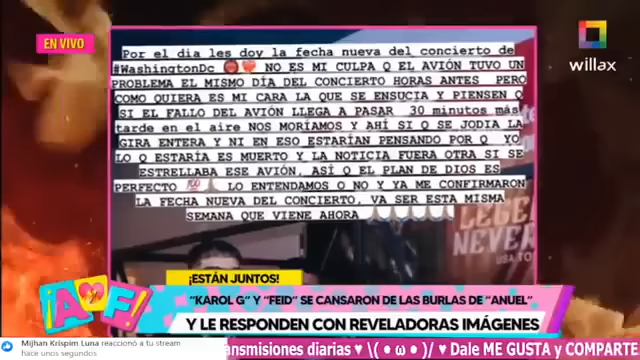 EN VIVO
willax
Por el dia les doy la fecha nueva del concierto de
#WashingtonDc NO ES MI CULPA Q EL AVIÓN TUVO UN
PROBLEMA EL MISMO DÍA DEL CONCIERTO HORAS ANTES PERO
COMO QUIERA ES MI CARA LA QUE SE ENSUCIA Y PIENSEN Q
SI EL FALLO DEL AVIÓN LLEGA A PASAR 30 minutos más
tarde en el aire NOS MORÍAMOS Y AHÍ SI Q SE JODIA LA
GIRA ENTERA Y NI EN ESO ESTARÍAN PENSANDO POR Q YO
LO Q ESTARÍA ES MUERTO Y LA NOTICIA FUERA OTRA SI SE
ESTRELLABA ESE AVIÓN, ASÍ Q EL PLAN DE DIOS ES
PERFECTO 💯 LO ENTENDAMOS O NO Y YA ME CONFIRMARON
LA FECHA NUEVA DEL CONCIERTO, VA SER ESTA MISMA
SEMANA QUE VIENE AHORA
LEGE
NEVER
USA TO
¡ESTÁN JUNTOS!
¡A F!
"KAROL G" Y "FEID" SE CANSARON DE LAS BURLAS DE "ANUEL"
Y LE RESPONDEN CON REVELADORAS IMÁGENES
Mijhan Krispim Luna reaccionó a tu stream
hace unos segundos
ansmisiones diarias ♥ \( ● ω ● )/ ♥ Dale ME GUSTA y COMPARTE